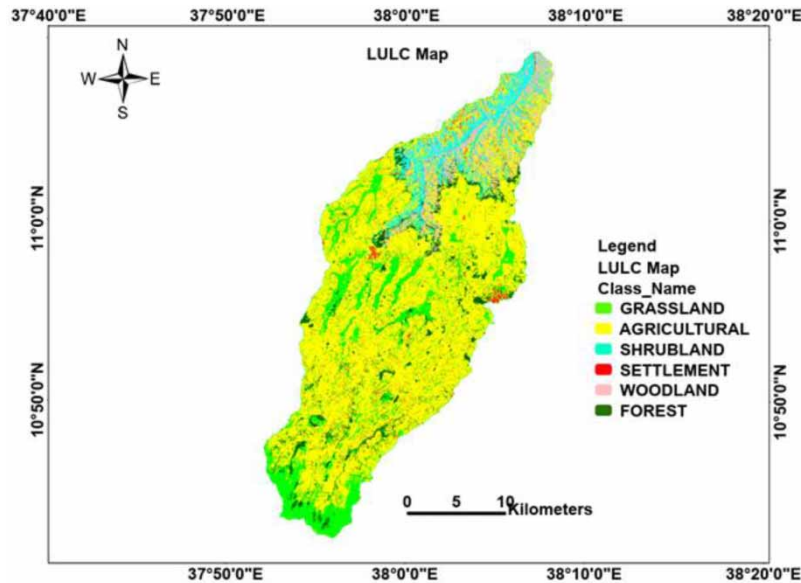 37°40'0"E 37°50'0"E 38°0'0"E 38°10'0"E 38°20'0"E
LULC Map
N
W E
S
11°0'0"N
11°0'0"N
10°50'0"N
10°50'0"N
Legend
LULC Map
Class_Name
GRASSLAND
AGRICULTURAL
SHRUBLAND
SETTLEMENT
WOODLAND
FOREST
0 5 10
Kilometers
37°50'0"E 38°0'0"E 38°10'0"E 38°20'0"E